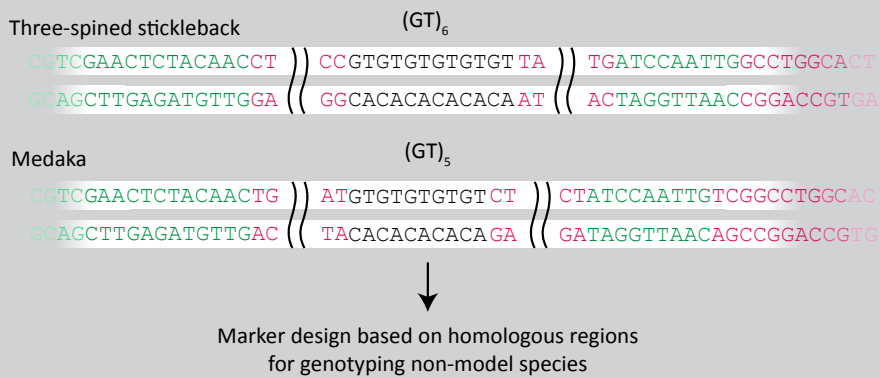 Three-spined stickleback (GT)6
CGTCGAACTCTACAACCT CCGTGTGTGTGTGTTA TGATCCAATTGGCCTGGCACT
GCAGCTTGAGATGTTGGA GGCACACACACACAAT ACTAGGTTAACCGGACCGTGA
Medaka (GT)5
CGTCGAACTCTACAACTG ATGTGTGTGTGTCT CTATCCAATTGTCGGCCTGGCAC
GCAGCTTGAGATGTTGAC TACACACACACAGA GATAGGTTAACAGCCGGACCGTG
Marker design based on homologous regions
for genotyping non-model species